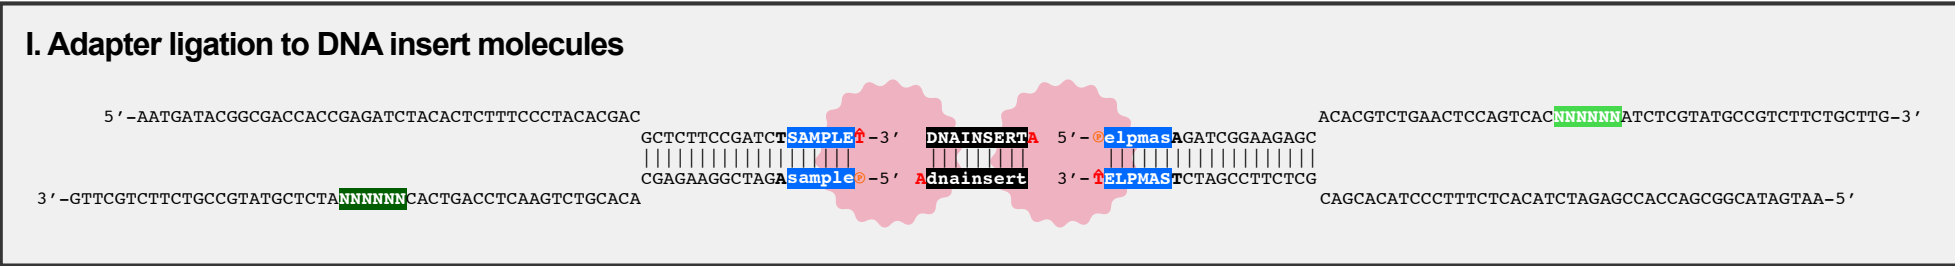 I. Adapter ligation to DNA insert molecules
5’-AATGATACGGCGACCACCGAGATCTACACTCTTTCCCTACACGAC ACACGTCTGAACTCCAGTCACNNNNNNATCTCGTATGCCGTCTTCTGCTTG-3’
GCTCTTCCGATCTSAMPLET̂-3’ DNAINSERTA 5’-℗elpmasAGATCGGAAGAGC
CGAGAAGGCTAGAsample℗-5’ Adnainsert 3’-T̂ELPMASTCTAGCCTTCTCG
3’-GTTCGTCTTCTGCCGTATGCTCTANNNNNNCACTGACCTCAAGTCTGCACA CAGCACATCCCTTTCTCACATCTAGAGCCACCAGCGGCATAGTAA-5’